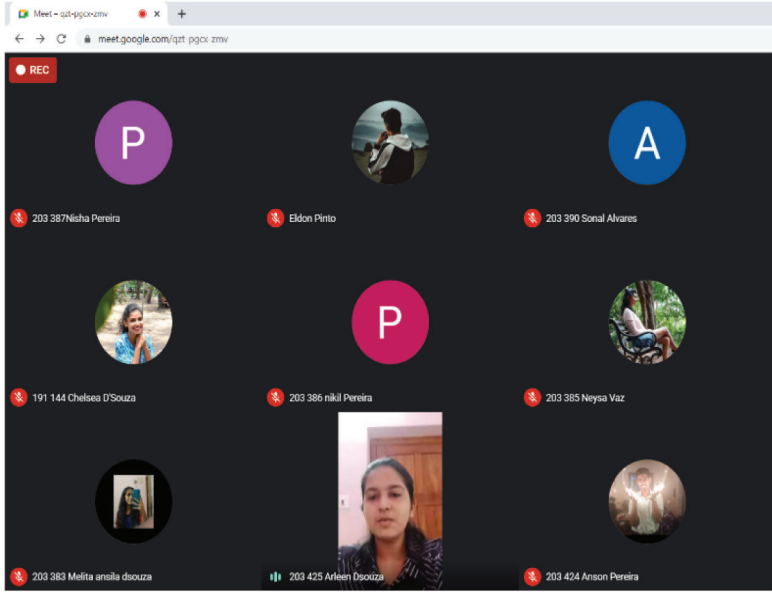 Meet – qzt-pgcx-zmv
meet.google.com/qzt-pgcx-zmv
REC
P
A
203 387Nisha Pereira
Eldon Pinto
203 390 Sonal Alvares
P
191 144 Chelsea D'Souza
203 386 nikil Pereira
203 385 Neysa Vaz
203 383 Melita ansila dsouza
203 425 Arleen Dsouza
203 424 Anson Pereira